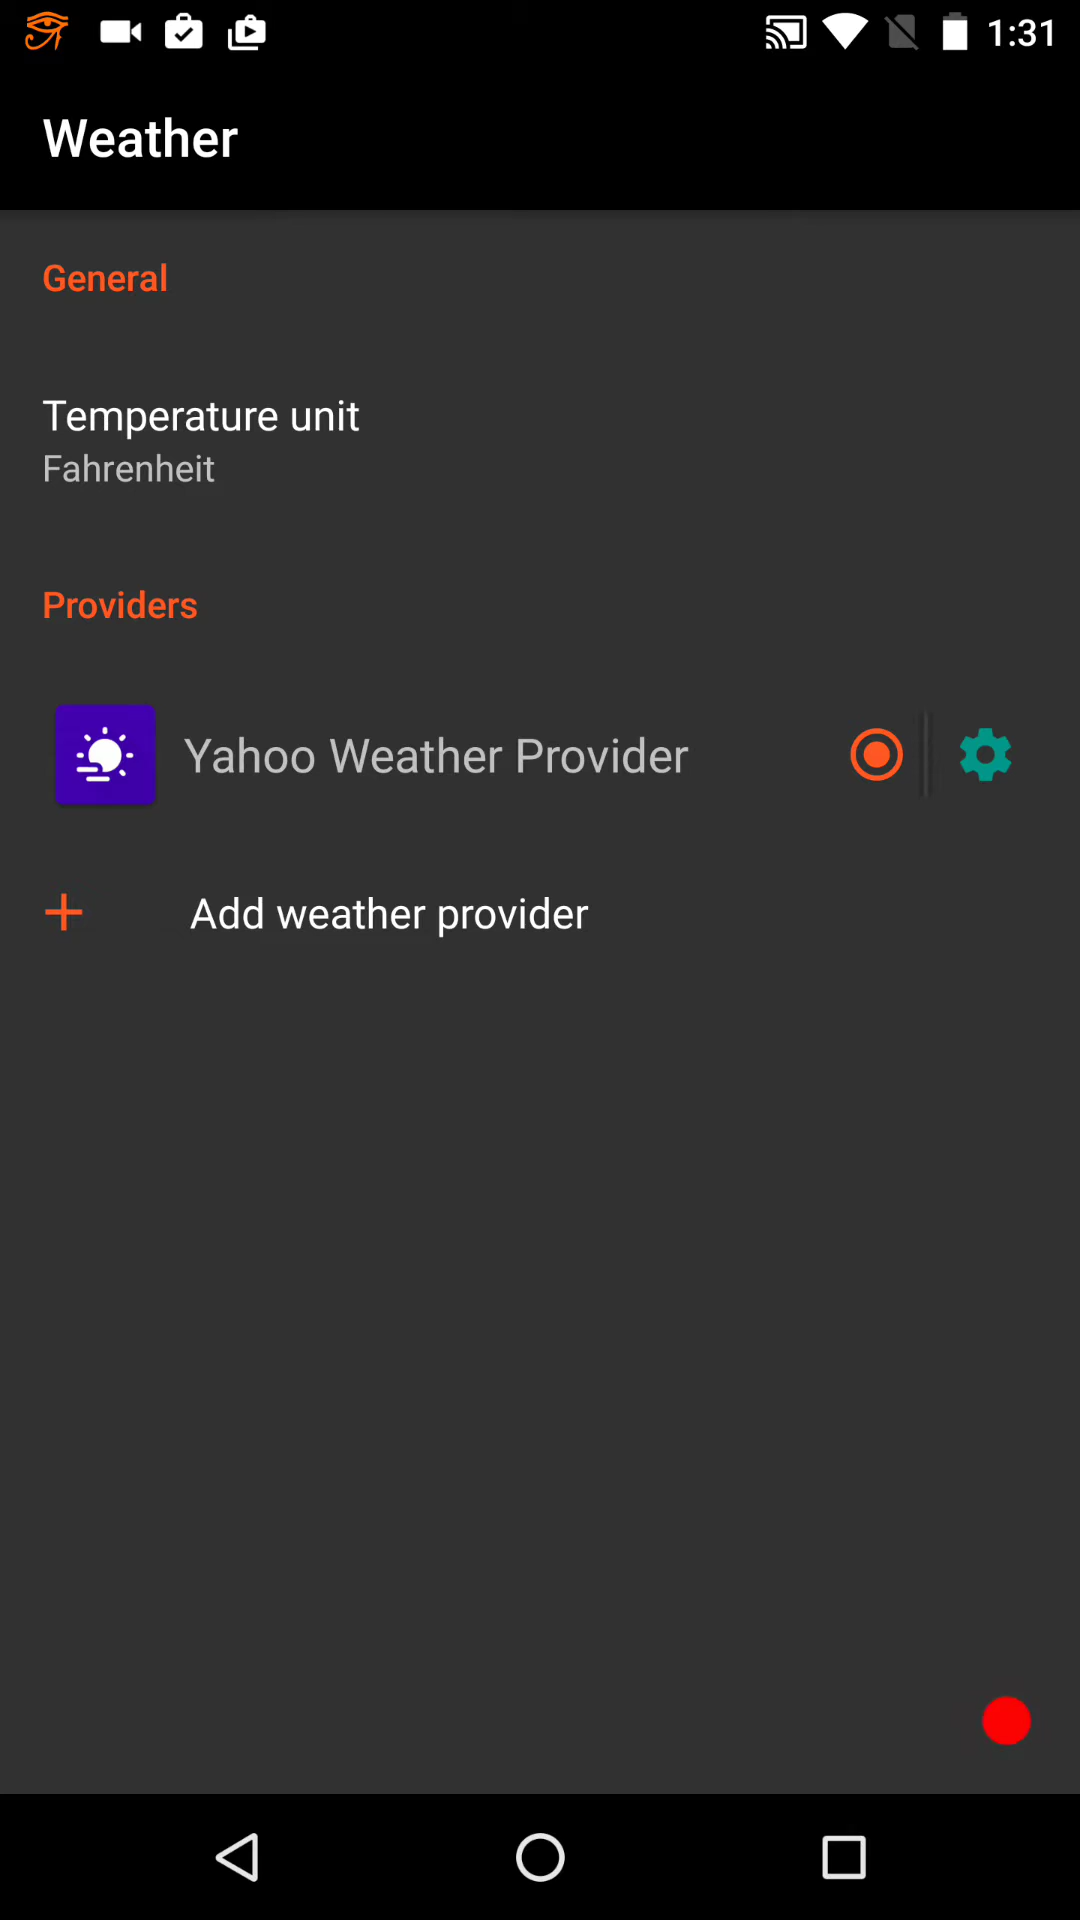 1:31
Weather
General
Temperature unit
Fahrenheit
Providers
Yahoo Weather Provider
Add weather provider